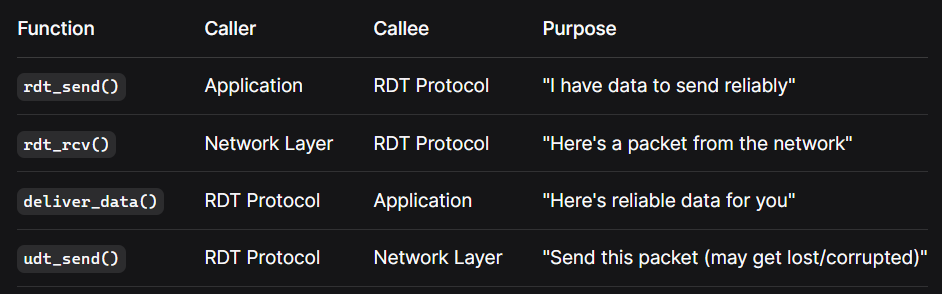 Function Caller Callee Purpose
rdt_send() Application RDT Protocol "I have data to send reliably"
rdt_rcv() Network Layer RDT Protocol "Here's a packet from the network"
deliver_data() RDT Protocol Application "Here's reliable data for you"
udt_send() RDT Protocol Network Layer "Send this packet (may get lost/corrupted)"